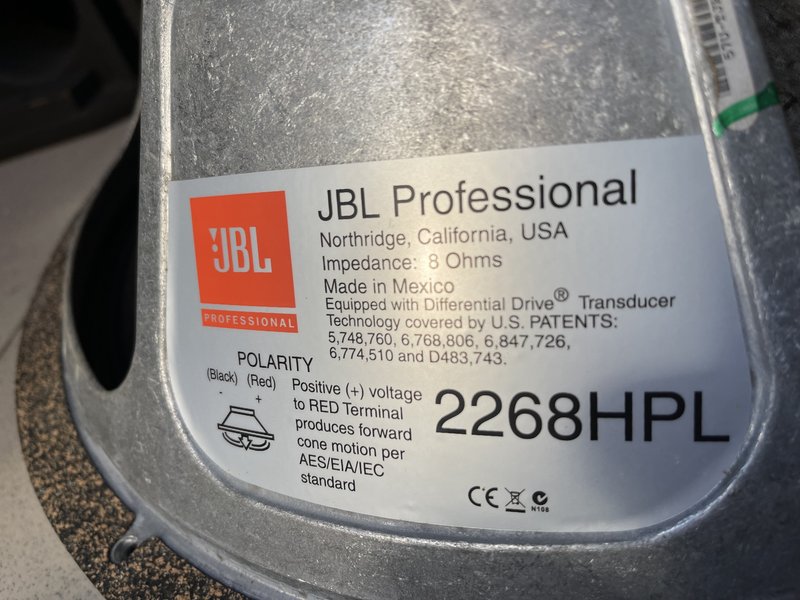 JBL Professional
Northridge, California, USA
Impedance: 8 Ohms
Made in Mexico
Equipped with Differential Drive® Transducer
Technology covered by U.S. PATENTS:
5,748,760, 6,768,806, 6,847,726,
6,774,510 and D483,743.
JBL
PROFESSIONAL
POLARITY
(Black) (Red)
- +
Positive (+) voltage
to RED Terminal
produces forward
cone motion per
AES/EIA/IEC
standard
2268HPL
CE
N108